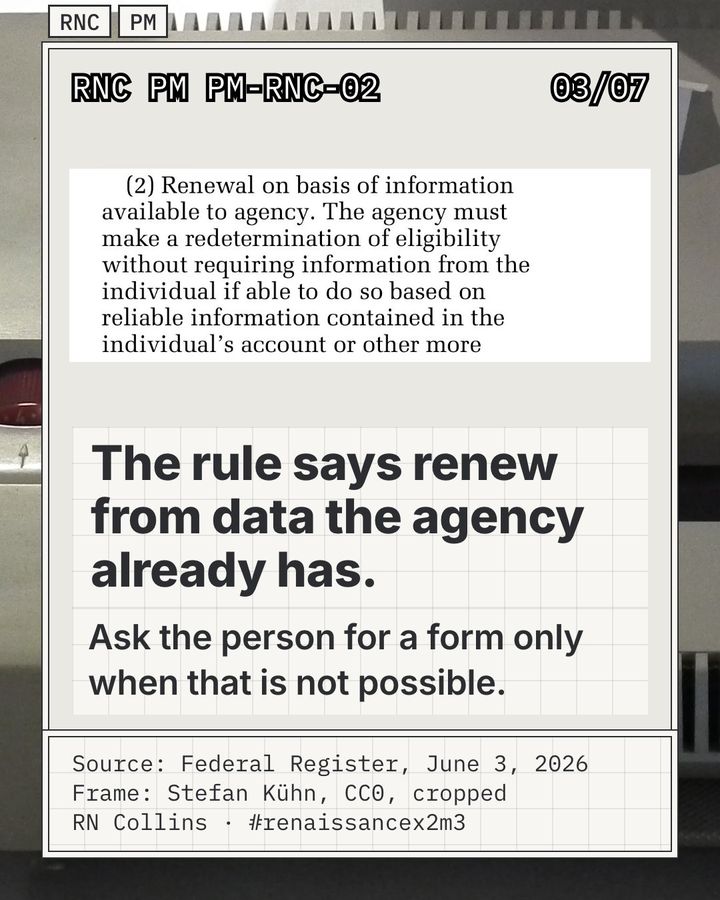 RNC PM
RNC PM PM-RNC-02 03/07
(2) Renewal on basis of information
available to agency. The agency must
make a redetermination of eligibility
without requiring information from the
individual if able to do so based on
reliable information contained in the
individual’s account or other more
The rule says renew
from data the agency
already has.
Ask the person for a form only
when that is not possible.
Source: Federal Register, June 3, 2026
Frame: Stefan Kühn, CC0, cropped
RN Collins · #renaissancex2m3